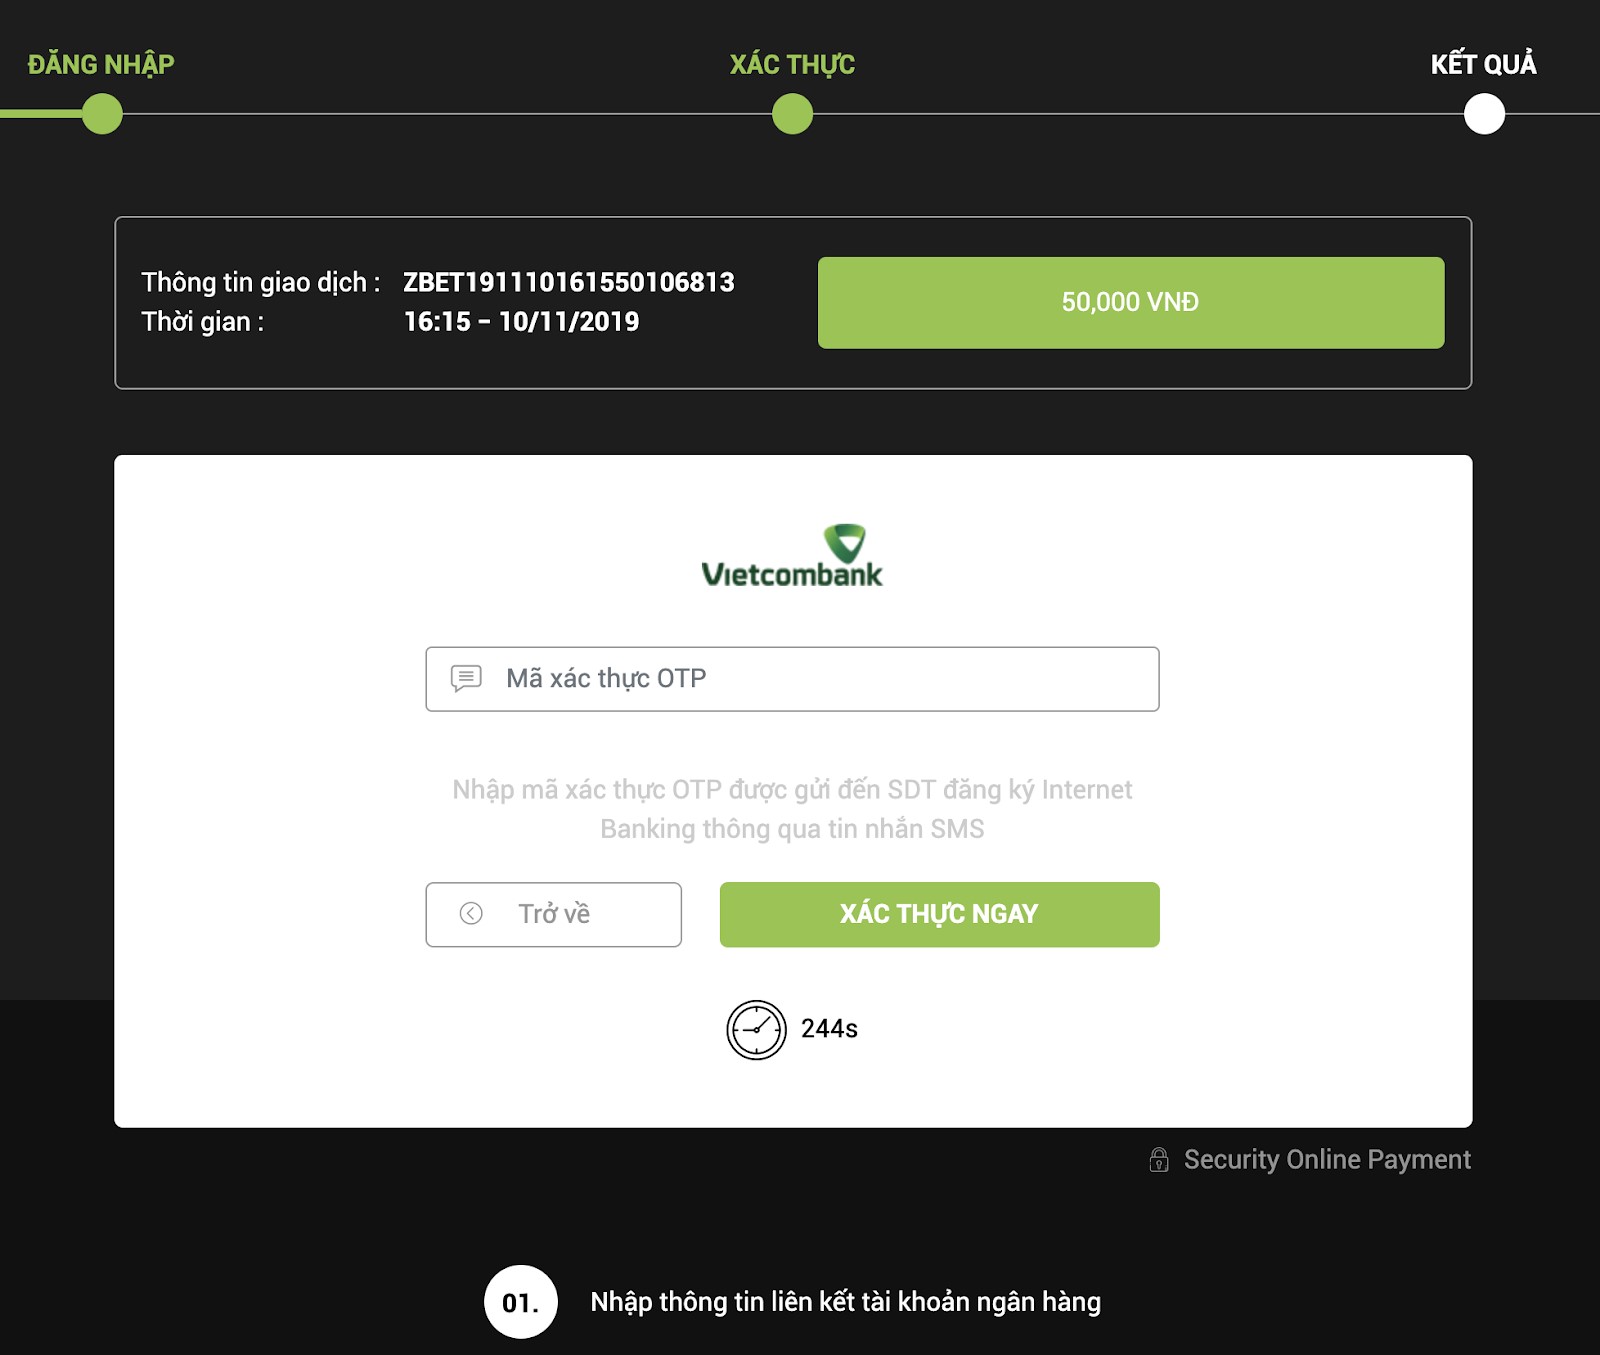 ĐĂNG NHẬP
XÁC THỰC
KẾT QUẢ
Thông tin giao dịch : ZBET191110161550106813
Thời gian : 16:15 - 10/11/2019
50,000 VNĐ
Vietcombank
Mã xác thực OTP
Nhập mã xác thực OTP được gửi đến SDT đăng ký Internet
Banking thông qua tin nhắn SMS
Trở về
XÁC THỰC NGAY
244s
Security Online Payment
01. Nhập thông tin liên kết tài khoản ngân hàng